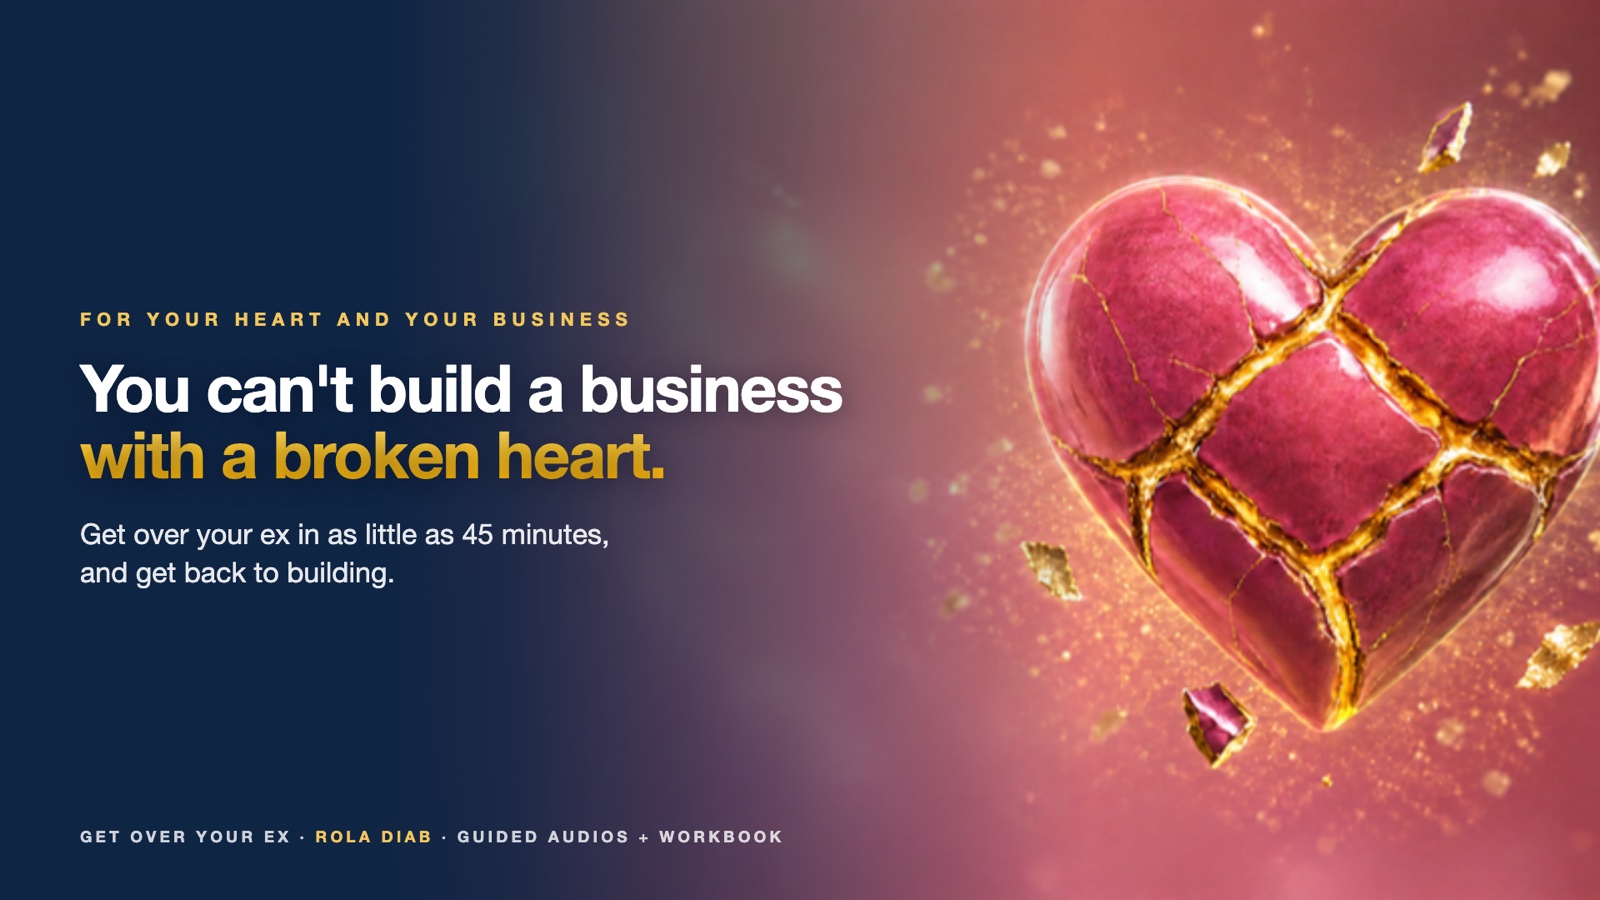 FOR YOUR HEART AND YOUR BUSINESS
You can't build a business
with a broken heart.
Get over your ex in as little as 45 minutes,
and get back to building.
GET OVER YOUR EX · ROLA DIAB · GUIDED AUDIOS + WORKBOOK